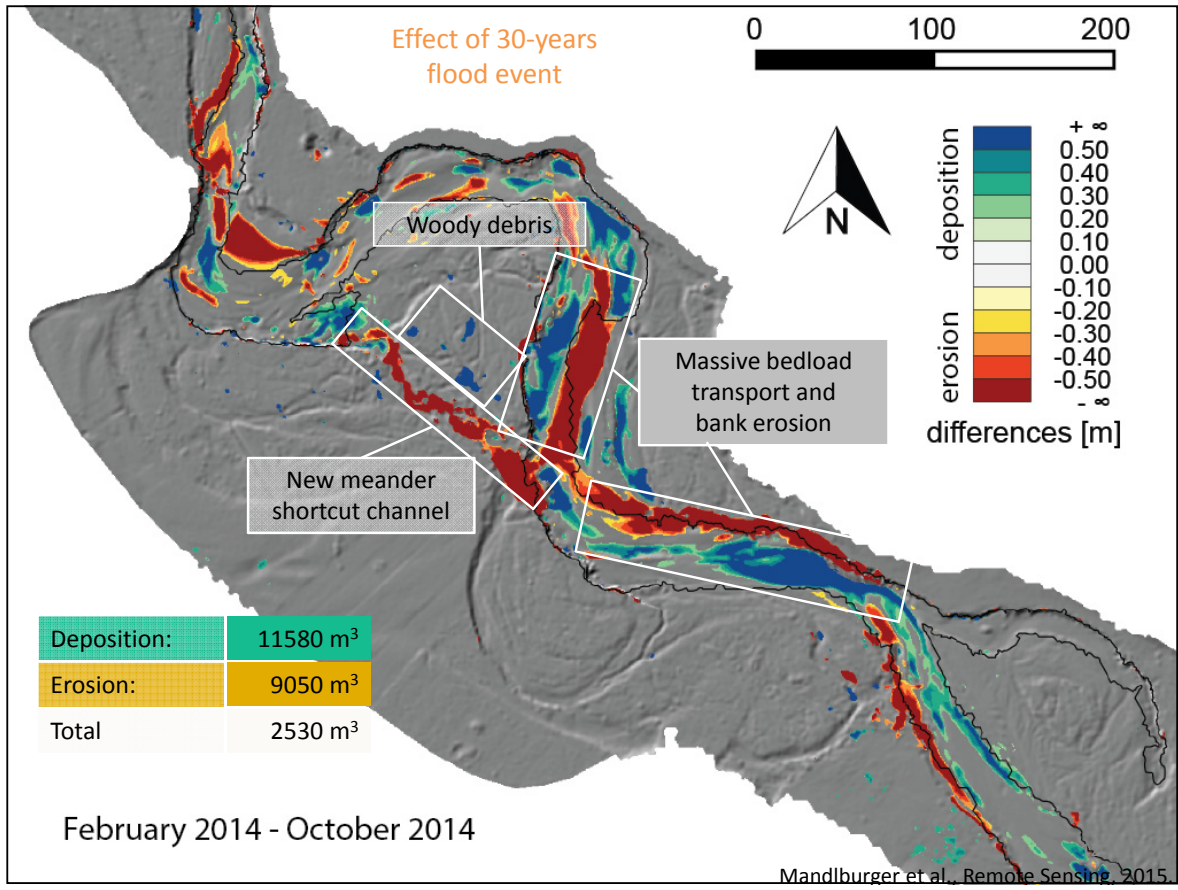 Effect of 30-years
flood event
0 100 200
N
deposition
erosion
+ ∞
0.50
0.40
0.30
0.20
0.10
0.00
-0.10
-0.20
-0.30
-0.40
-0.50
- ∞
differences [m]
Woody debris
Massive bedload
transport and
bank erosion
New meander
shortcut channel
Deposition: 11580 m³
Erosion: 9050 m³
Total 2530 m³
February 2014 - October 2014
Mandlburger et al., Remote Sensing, 2015.